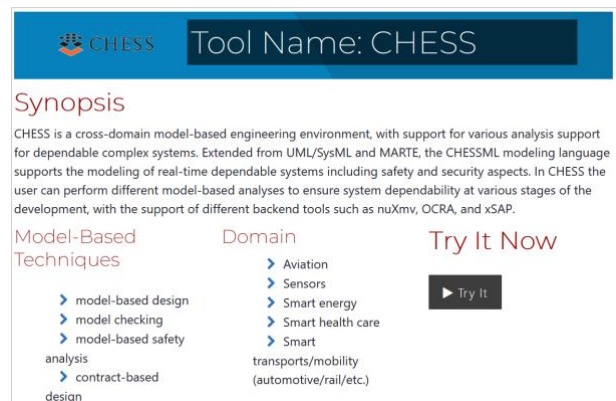 CHESS
Tool Name: CHESS
Synopsis
CHESS is a cross-domain model-based engineering environment, with support for various analysis support
for dependable complex systems. Extended from UML/SysML and MARTE, the CHESSML modeling language
supports the modeling of real-time dependable systems including safety and security aspects. In CHESS the
user can perform different model-based analyses to ensure system dependability at various stages of the
development, with the support of different backend tools such as nuXmv, OCRA, and xSAP.
Model-Based
Techniques
model-based design
model checking
model-based safety
analysis
contract-based
design
Domain
Aviation
Sensors
Smart energy
Smart health care
Smart
transports/mobility
(automotive/rail/etc.)
Try It Now
Try It